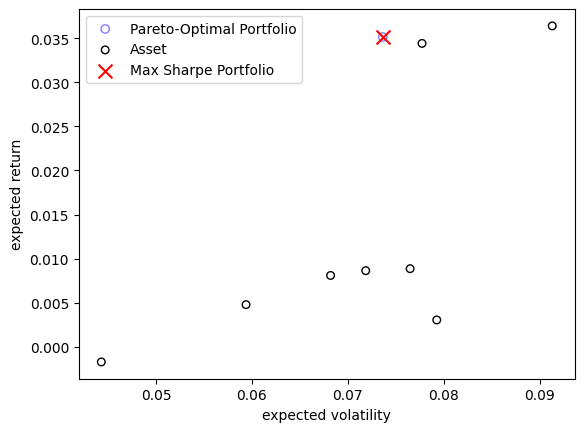 Pareto-Optimal Portfolio
Asset
Max Sharpe Portfolio
0.035
0.030
0.025
0.020
0.015
0.010
0.005
0.000
expected return
0.05 0.06 0.07 0.08 0.09
expected volatility